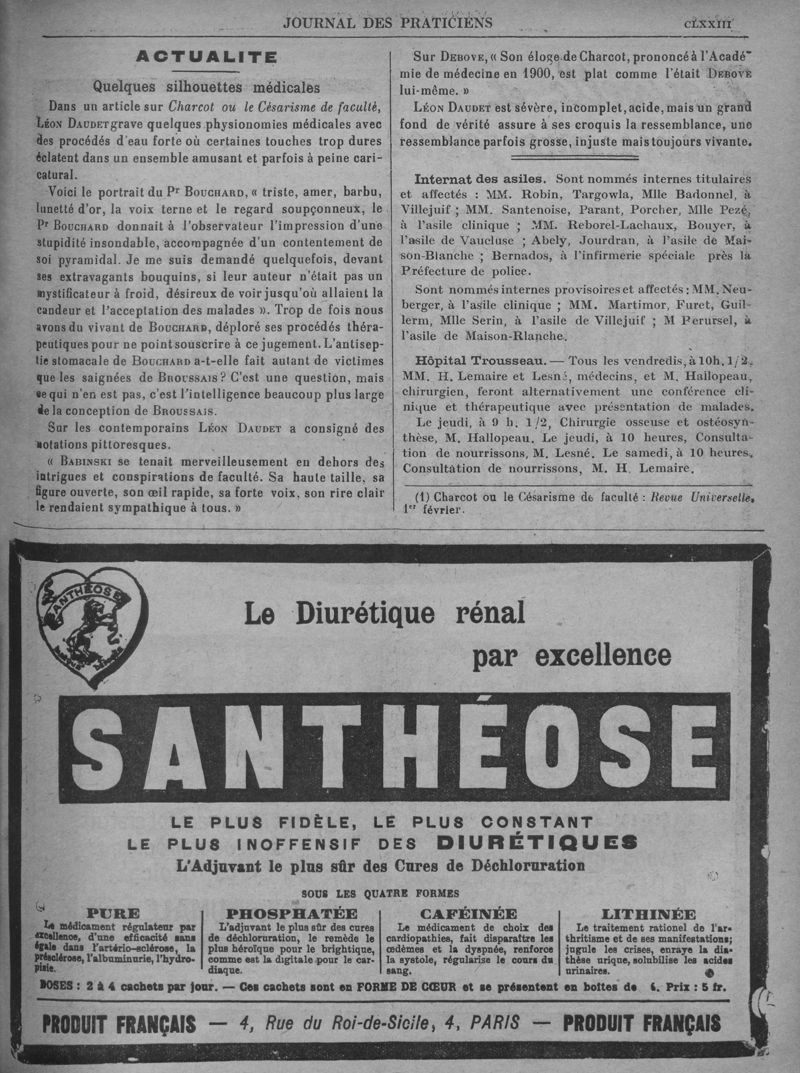 JOURNAL DES PRATICIENS
CLXXIII
ACTUALITE
Quelques silhouettes médicales
Dans un article sur Charcot ou le Césarisme de faculté,
LÉON DAUDET grave quelques physionomies médicales avec
des procédés d'eau forte où certaines touches trop dures
éclatent dans un ensemble amusant et parfois à peine cari-
catural.
Voici le portrait du Pr BOUCHARD, « triste, amer, barbu,
lunetté d'or, la voix terne et le regard soupçonneux, le
Pr BOUCHARD donnait à l'observateur l'impression d'une
stupidité insondable, accompagnée d'un contentement de
soi pyramidal. Je me suis demandé quelquefois, devant
ses extravagants bouquins, si leur auteur n'était pas un
mystificateur à froid, désireux de voir jusqu'où allaient la
candeur et l'acceptation des malades ». Trop de fois nous
avons du vivant de BOUCHARD, déploré ses procédés théra-
peutiques pour ne point souscrire à ce jugement. L'antisep-
tie stomacale de BOUCHARD a-t-elle fait autant de victimes
que les saignées de BROUSSAIS ? C'est une question, mais
ce qui n'en est pas, c'est l'intelligence beaucoup plus large
de la conception de BROUSSAIS.
Sur les contemporains LÉON DAUDET a consigné des
notations pittoresques.
« BABINSKI se tenait merveilleusement en dehors des
intrigues et conspirations de faculté. Sa haute taille, sa
figure ouverte, son œil rapide, sa forte voix, son rire clair
le rendaient sympathique à tous. »
Sur DEBOVE, « Son éloge de Charcot, prononcé à l'Acadé-
mie de médecine en 1900, est plat comme l'était DEBOVE
lui-même. »
LÉON DAUDET est sévère, incomplet, acide, mais un grand
fond de vérité assure à ses croquis la ressemblance, une
ressemblance parfois grosse, injuste mais toujours vivante.
Internat des asiles. Sont nommés internes titulaires
et affectés : MM. Robin, Targowla, Mlle Badonnel, à
Villejuif ; MM. Santenoise, Parant, Porcher, Mlle Pezé,
à l'asile clinique ; MM. Reborel-Lachaux, Bouyer, à
l'asile de Vaucluse ; Abely, Jourdran, à l'asile de Mai-
son-Blanche ; Bernados, à l'infirmerie spéciale près la
Préfecture de police.
Sont nommés internes provisoires et affectés : MM. Neu-
berger, à l'asile clinique ; MM. Martimor, Furet, Guil-
lerm, Mlle Serin, à l'asile de Villejuif ; M Perursel, à
l'asile de Maison-Rlanche.
Hôpital Trousseau. — Tous les vendredis, à 10h. 1/2,
MM. H. Lemaire et Lesné, médecins, et M. Hallopeau,
chirurgien, feront alternativement une conférence cli-
nique et thérapeutique avec présentation de malades.
Le jeudi, à 9 h. 1/2, Chirurgie osseuse et ostéosyn-
thèse, M. Hallopeau. Le jeudi, à 10 heures, Consulta-
tion de nourrissons, M. Lesné. Le samedi, à 10 heures,
Consultation de nourrissons, M. H. Lemaire.
(1) Charcot ou le Césarisme de faculté : Revue Universelle,
1er février.
SANTHÉOSE
Le Diurétique rénal
par excellence
SANTHÉOSE
LE PLUS FIDÈLE, LE PLUS CONSTANT
LE PLUS INOFFENSIF DES DIURÉTIQUES
L'Adjuvant le plus sûr des Cures de Déchloruration
SOUS LES QUATRE FORMES
PURE
Le médicament régulateur par
excellence, d'une efficacité sans
égale dans l'artério-sclérose, la
présclérose, l'albuminurie, l'hydro-
pisie.
PHOSPHATÉE
L'adjuvant le plus sûr des cures
de déchloruration, le remède le
plus héroïque pour le brightique,
comme est la digitale pour le car-
diaque.
CAFÉINÉE
Le médicament de choix des
cardiopathies, fait disparaître les
œdèmes et la dyspnée, renforce
la systole, régularise le cours du
sang.
LITHINÉE
Le traitement rationel de l'ar-
thritisme et de ses manifestations;
jugule les crises, enraye la dia-
thèse urique, solubilise les acides
urinaires.
DOSES : 2 à 4 cachets par jour. — Ces cachets sont en FORME DE CŒUR et se présentent en boîtes de Prix : 5 fr.
PRODUIT FRANÇAIS — 4, Rue du Roi-de-Sicile, 4, PARIS — PRODUIT FRANÇAIS